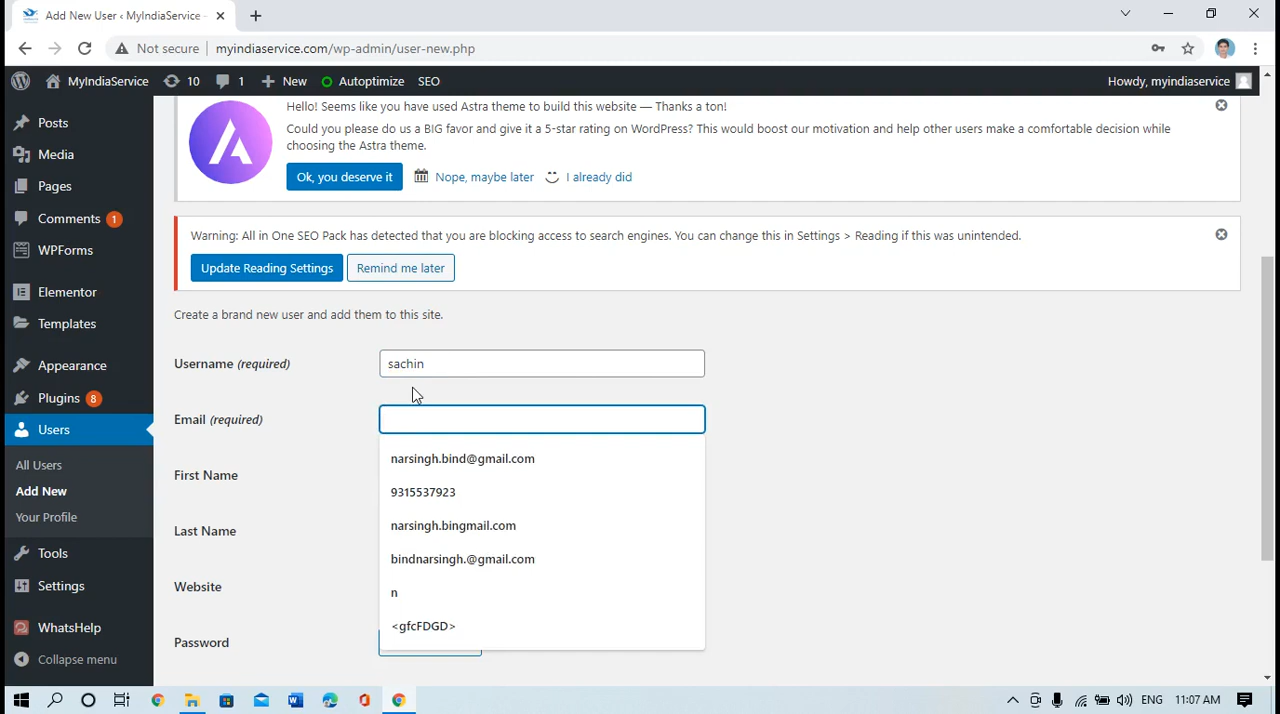 Add New User ‹ MyIndiaService -
Not secure
myindiaservice.com/wp-admin/user-new.php
MyIndiaService
10
1
New
Autoptimize
SEO
Howdy, myindiaservice
Posts
Media
Pages
Comments 1
WPForms
Elementor
Templates
Appearance
Plugins 8
Users
All Users
Add New
Your Profile
Tools
Settings
WhatsHelp
Collapse menu
Hello! Seems like you have used Astra theme to build this website — Thanks a ton!
Could you please do us a BIG favor and give it a 5-star rating on WordPress? This would boost our motivation and help other users make a comfortable decision while
choosing the Astra theme.
Ok, you deserve it
Nope, maybe later
I already did
Warning: All in One SEO Pack has detected that you are blocking access to search engines. You can change this in Settings > Reading if this was unintended.
Update Reading Settings
Remind me later
Create a brand new user and add them to this site.
Username (required)
sachin
Email (required)
narsingh.bind@gmail.com
9315537923
narsingh.bingmail.com
bindnarsingh.@gmail.com
n
<gfcFDGD>
First Name
Last Name
Website
Password
ENG
11:07 AM